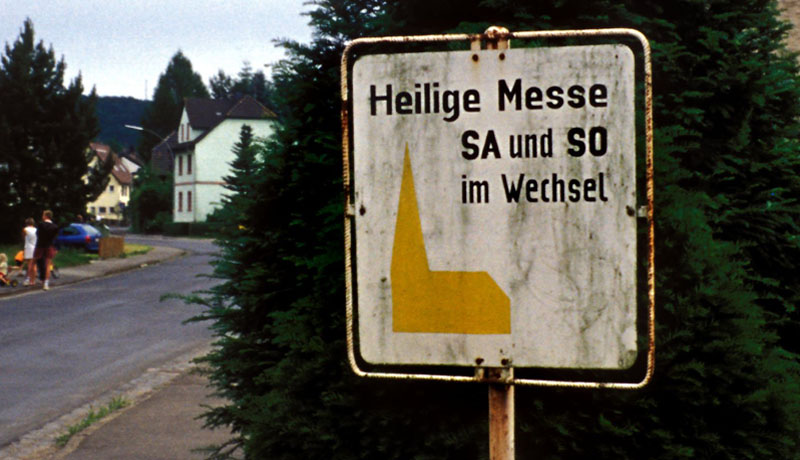 Heilige Messe
SA und SO
im Wechsel